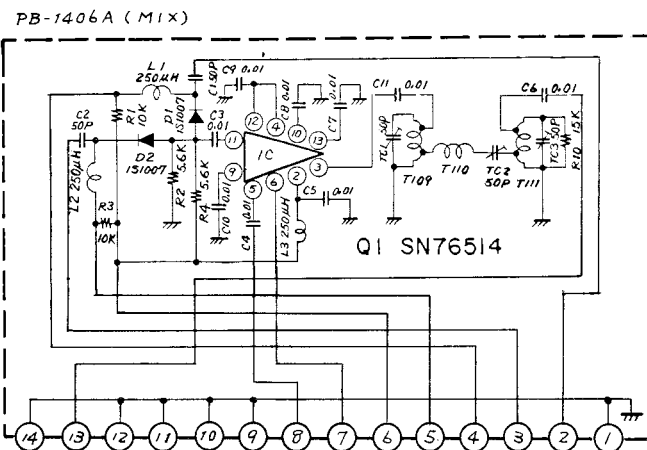 PB-1406A (MIX)
L1
250μH
C1 50P
C9 0.01
C8 0.01
C7 0.01
C11 0.01
C6 0.01
C2
50P
R1
10K
D1
1S1007
C3
0.01
D2
1S1007
5.6K
R2
5.6K
R4
L2 250μH
R3
10K
11
12
4
10
13
3
2
6
5
9
IC
C10 0.01
C4 0.01
L3 250μH
C5 0.01
TC1 50P
T109
T110
TC2
50P
T111
TC3 50P
R10 15K
Q1 SN76514
14 13 12 11 10 9 8 7 6 5 4 3 2 1